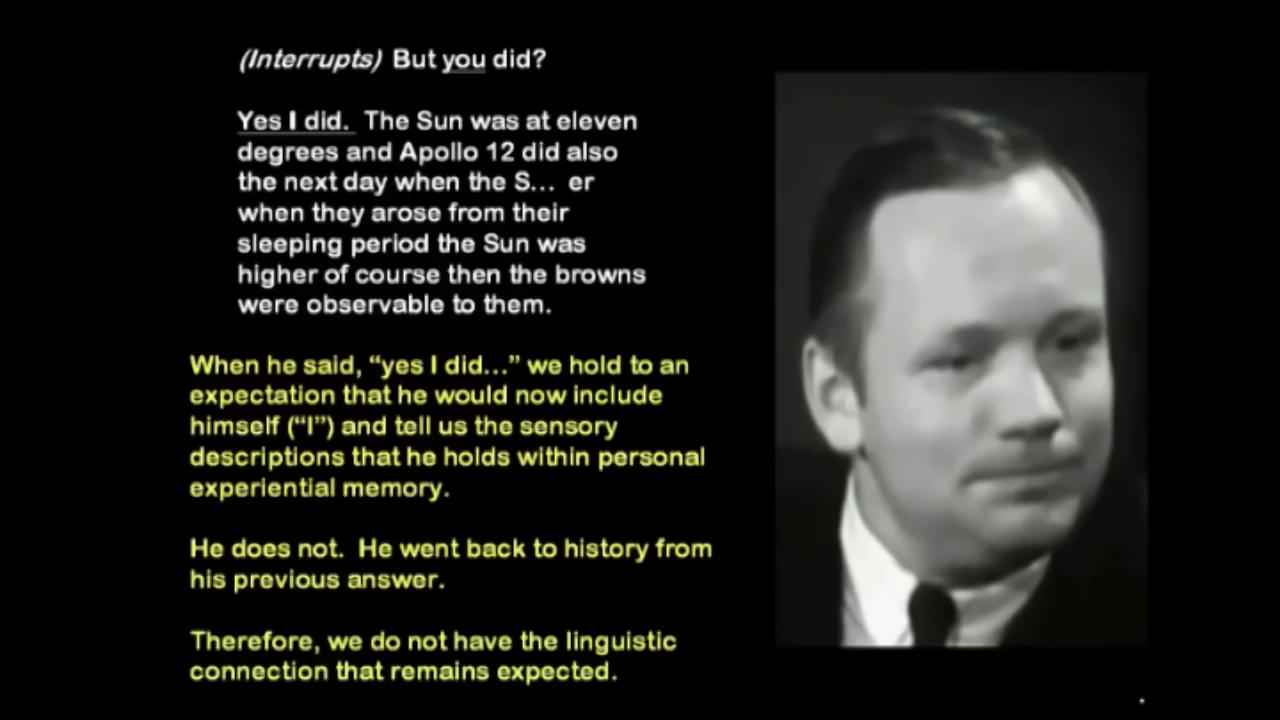 (Interrupts) But you did?
Yes I did. The Sun was at eleven
degrees and Apollo 12 did also
the next day when the S... er
when they arose from their
sleeping period the Sun was
higher of course then the browns
were observable to them.
When he said, “yes I did...” we hold to an
expectation that he would now include
himself (“I”) and tell us the sensory
descriptions that he holds within personal
experiential memory.
He does not. He went back to history from
his previous answer.
Therefore, we do not have the linguistic
connection that remains expected.